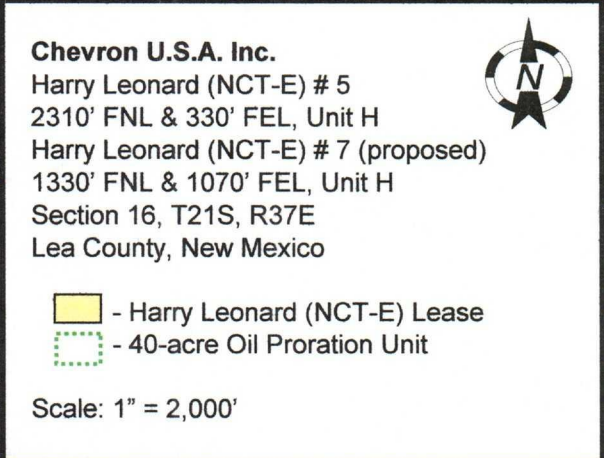 Chevron U.S.A. Inc.
Harry Leonard (NCT-E) # 5
2310' FNL & 330' FEL, Unit H
Harry Leonard (NCT-E) # 7 (proposed)
1330' FNL & 1070' FEL, Unit H
Section 16, T21S, R37E
Lea County, New Mexico
N
- Harry Leonard (NCT-E) Lease
- 40-acre Oil Proration Unit
Scale: 1” = 2,000'